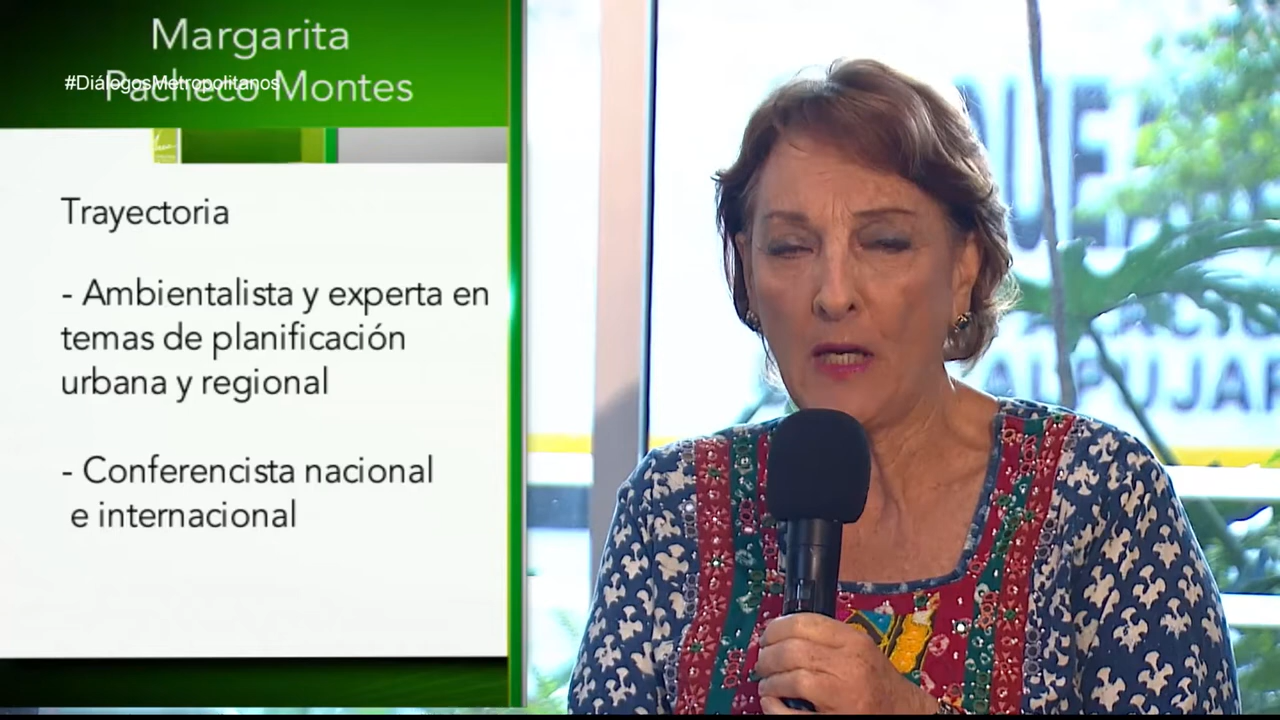 Margarita
Pacheco Montes
#DiálogosMetropolitanos
Trayectoria
- Ambientalista y experta en
temas de planificación
urbana y regional
- Conferencista nacional
e internacional